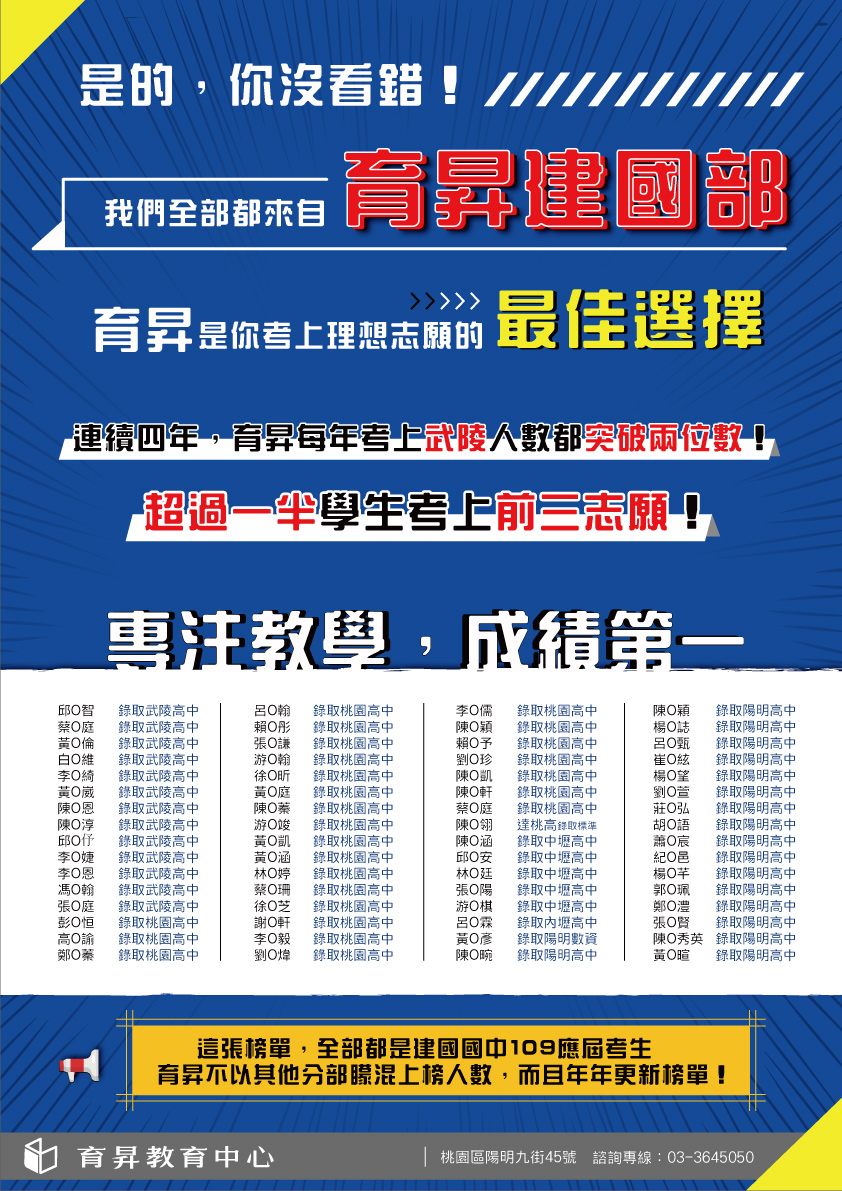 是的，你沒看錯！
我們全部都來自 育昇建國部
育昇是你考上理想志願的 >>>>> 最佳選擇
連續四年，育昇每年考上武陵人數都突破兩位數！
超過一半學生考上前三志願！
專注教學，成績第一
邱O智 錄取武陵高中
蔡O庭 錄取武陵高中
黃O倫 錄取武陵高中
白O維 錄取武陵高中
李O綺 錄取武陵高中
黃O崴 錄取武陵高中
陳O恩 錄取武陵高中
陳O淳 錄取武陵高中
邱O伃 錄取武陵高中
李O婕 錄取武陵高中
李O恩 錄取武陵高中
馮O翰 錄取武陵高中
張O庭 錄取武陵高中
彭O恒 錄取桃園高中
高O諭 錄取桃園高中
鄭O蓁 錄取桃園高中
呂O翰 錄取桃園高中
賴O彤 錄取桃園高中
張O謙 錄取桃園高中
游O翰 錄取桃園高中
徐O昕 錄取桃園高中
黃O庭 錄取桃園高中
陳O蓁 錄取桃園高中
游O竣 錄取桃園高中
黃O凱 錄取桃園高中
黃O涵 錄取桃園高中
林O婷 錄取桃園高中
蔡O珊 錄取桃園高中
徐O芝 錄取桃園高中
謝O軒 錄取桃園高中
李O毅 錄取桃園高中
劉O煒 錄取桃園高中
李O儒 錄取桃園高中
陳O穎 錄取桃園高中
賴O予 錄取桃園高中
劉O珍 錄取桃園高中
陳O凱 錄取桃園高中
陳O軒 錄取桃園高中
蔡O庭 錄取桃園高中
陳O翎 達桃高錄取標準
陳O涵 錄取中壢高中
邱O安 錄取中壢高中
林O廷 錄取中壢高中
張O陽 錄取中壢高中
游O棋 錄取中壢高中
呂O霖 錄取內壢高中
黃O彥 錄取陽明數資
陳O畹 錄取陽明高中
陳O穎 錄取陽明高中
楊O誌 錄取陽明高中
呂O甄 錄取陽明高中
崔O絃 錄取陽明高中
楊O望 錄取陽明高中
劉O萱 錄取陽明高中
莊O弘 錄取陽明高中
胡O語 錄取陽明高中
蕭O宸 錄取陽明高中
紀O邑 錄取陽明高中
楊O芊 錄取陽明高中
郭O珮 錄取陽明高中
鄭O澧 錄取陽明高中
張O賢 錄取陽明高中
陳O秀英 錄取陽明高中
黃O暄 錄取陽明高中
這張榜單，全部都是建國國中109應屆考生
育昇不以其他分部矇混上榜人數，而且年年更新榜單！
育昇教育中心
桃園區陽明九街45號 諮詢專線：03-3645050